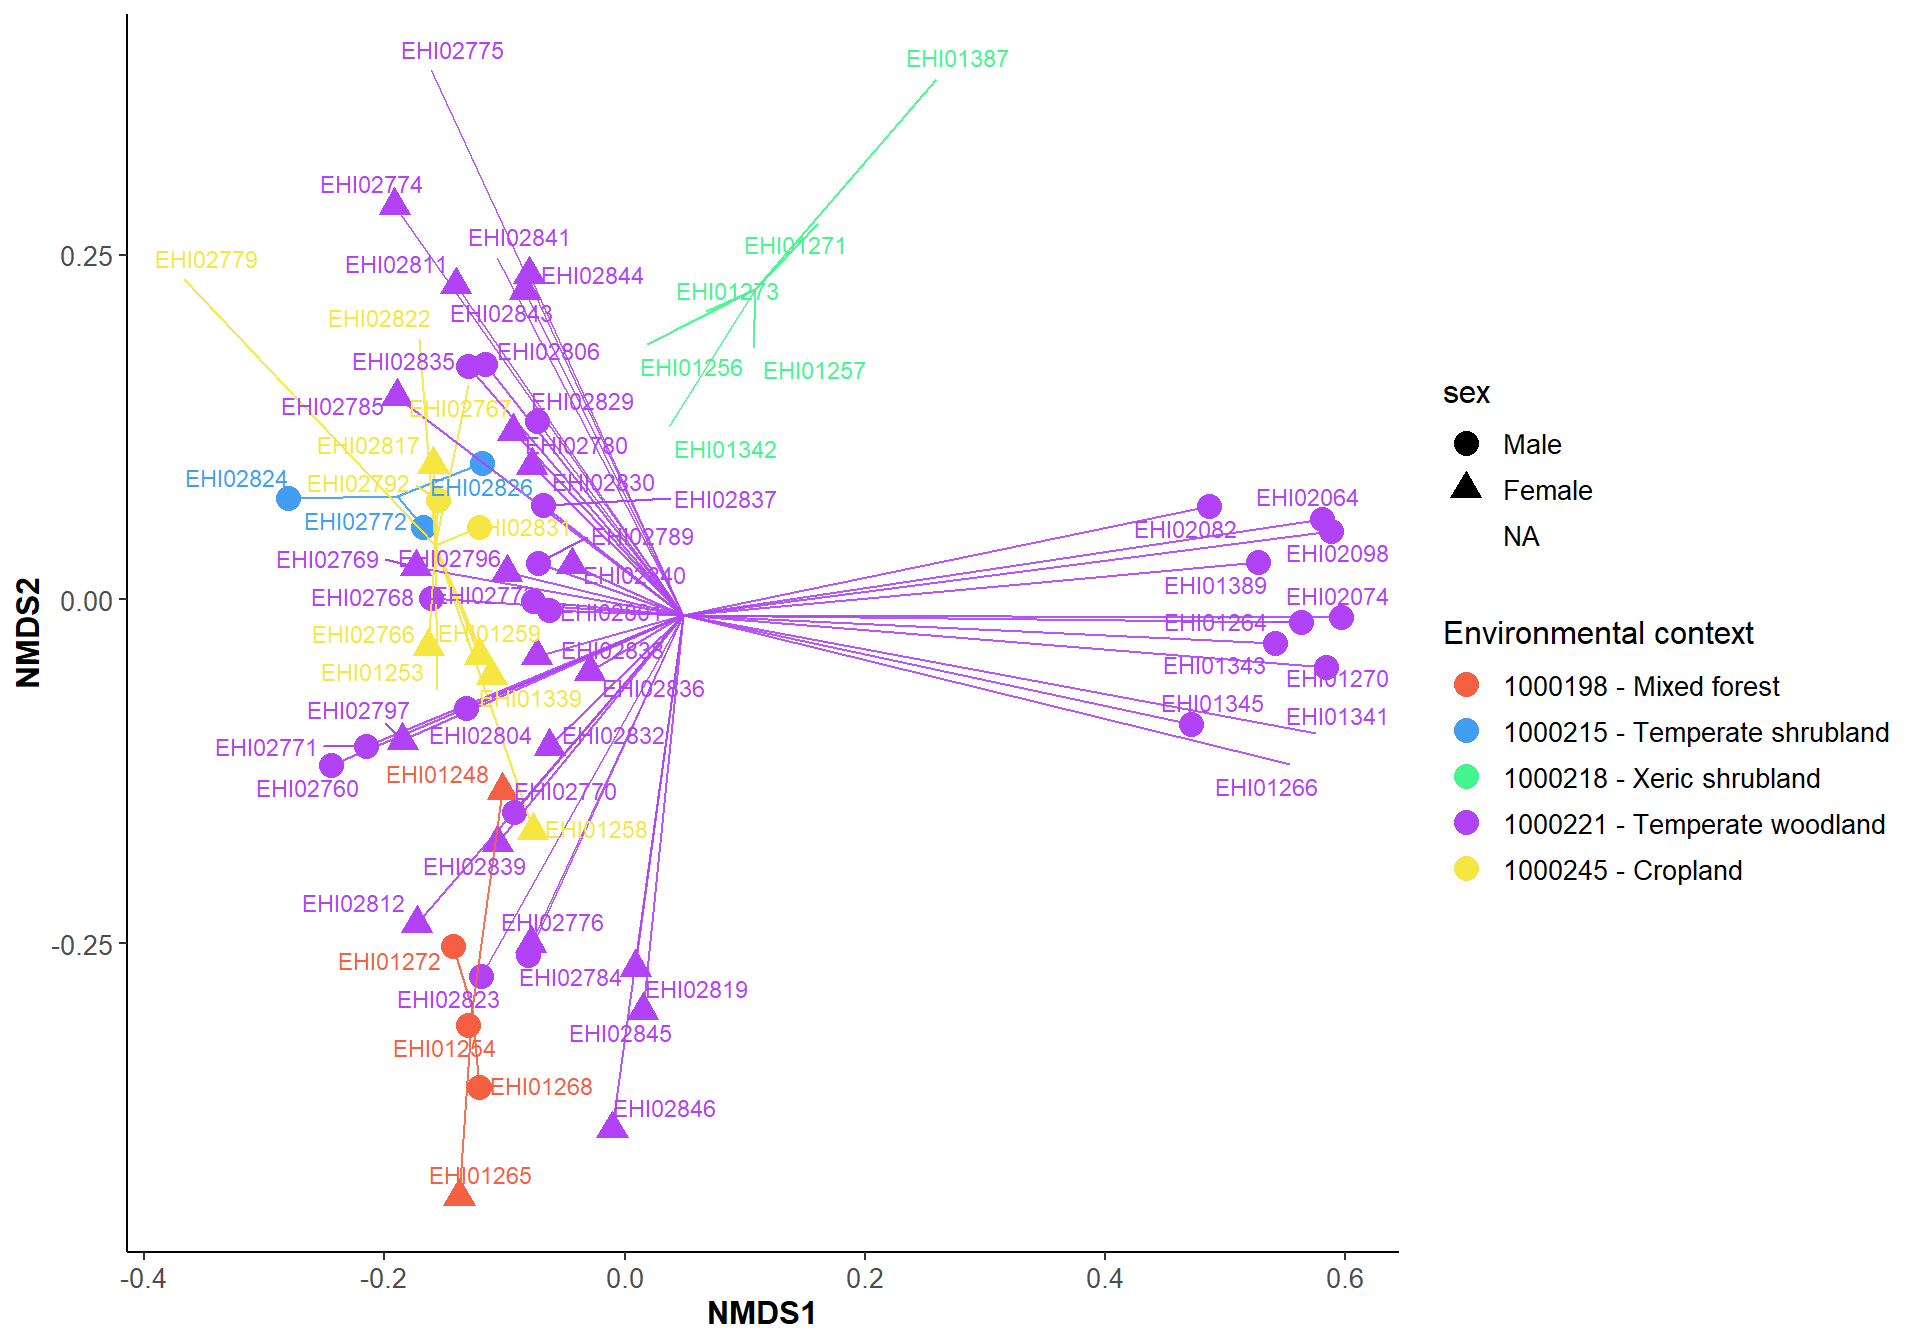 EHI02775
EHI01387
EHI02774
EHI02841
EHI01271
EHI02779
EHI02811
EHI02844
EHI01273
EHI02843
EHI02822
EHI02806
EHI02835
EHI01256
EHI01257
EHI02785
EHI02767
EHI02829
EHI02817
EHI02780
EHI01342
EHI02824
EHI02792
EHI02826
EHI02830
EHI02837
EHI02064
EHI02772
EHI02831
EHI02082
EHI02789
EHI02098
EHI02769
EHI02796
EHI02840
EHI01389
EHI02768
EHI02074
EHI01264
EHI02766
EHI01259
EHI02838
EHI01253
EHI01343
EHI01270
EHI02836
EHI01339
EHI01345
EHI01341
EHI02797
EHI02804
EHI02832
EHI02771
EHI01248
EHI02760
EHI02770
EHI01266
EHI01258
EHI02839
EHI02812
EHI02776
EHI01272
EHI02784
EHI02819
EHI02823
EHI02845
EHI01254
EHI01268
EHI02846
EHI01265
0.25
0.00
-0.25
NMDS2
-0.4 -0.2 0.0 0.2 0.4 0.6
NMDS1
sex
Male
Female
NA
Environmental context
1000198 - Mixed forest
1000215 - Temperate shrubland
1000218 - Xeric shrubland
1000221 - Temperate woodland
1000245 - Cropland